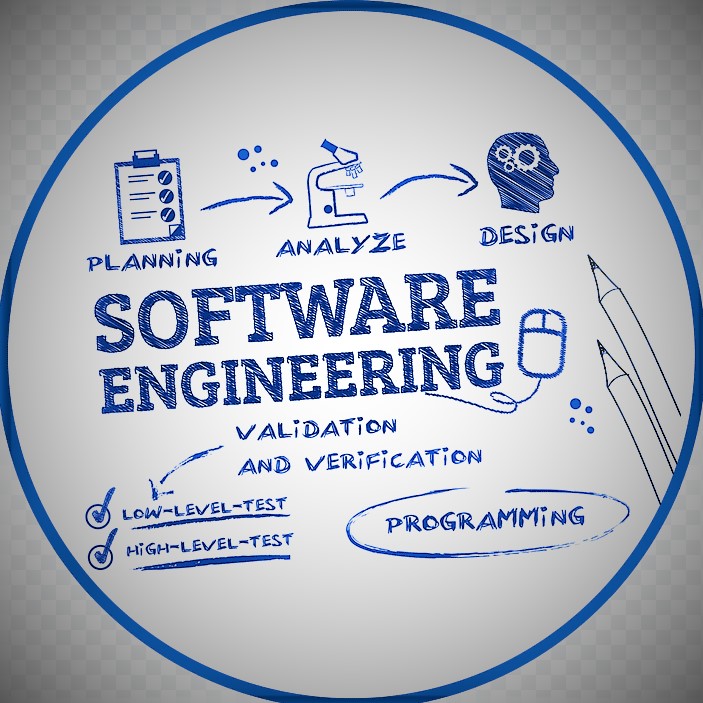 PLANNING
ANALYZE
DESIGN
SOFTWARE
ENGINEERING
VALIDATION
AND VERIFICATION
LOW-LEVEL-TEST
HIGH-LEVEL-TEST
PROGRAMMING